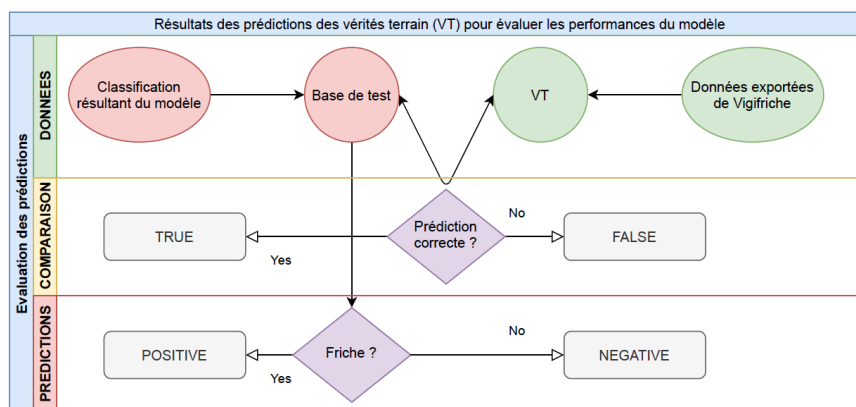 Résultats des prédictions des vérités terrain (VT) pour évaluer les performances du modèle
Evaluation des prédictions
DONNEES
Classification
résultant du modèle
Base de test
VT
Données exportées
de Vigifriche
COMPARAISON
TRUE
Yes
Prédiction
correcte ?
No
FALSE
PREDICTIONS
POSITIVE
Yes
Friche ?
No
NEGATIVE